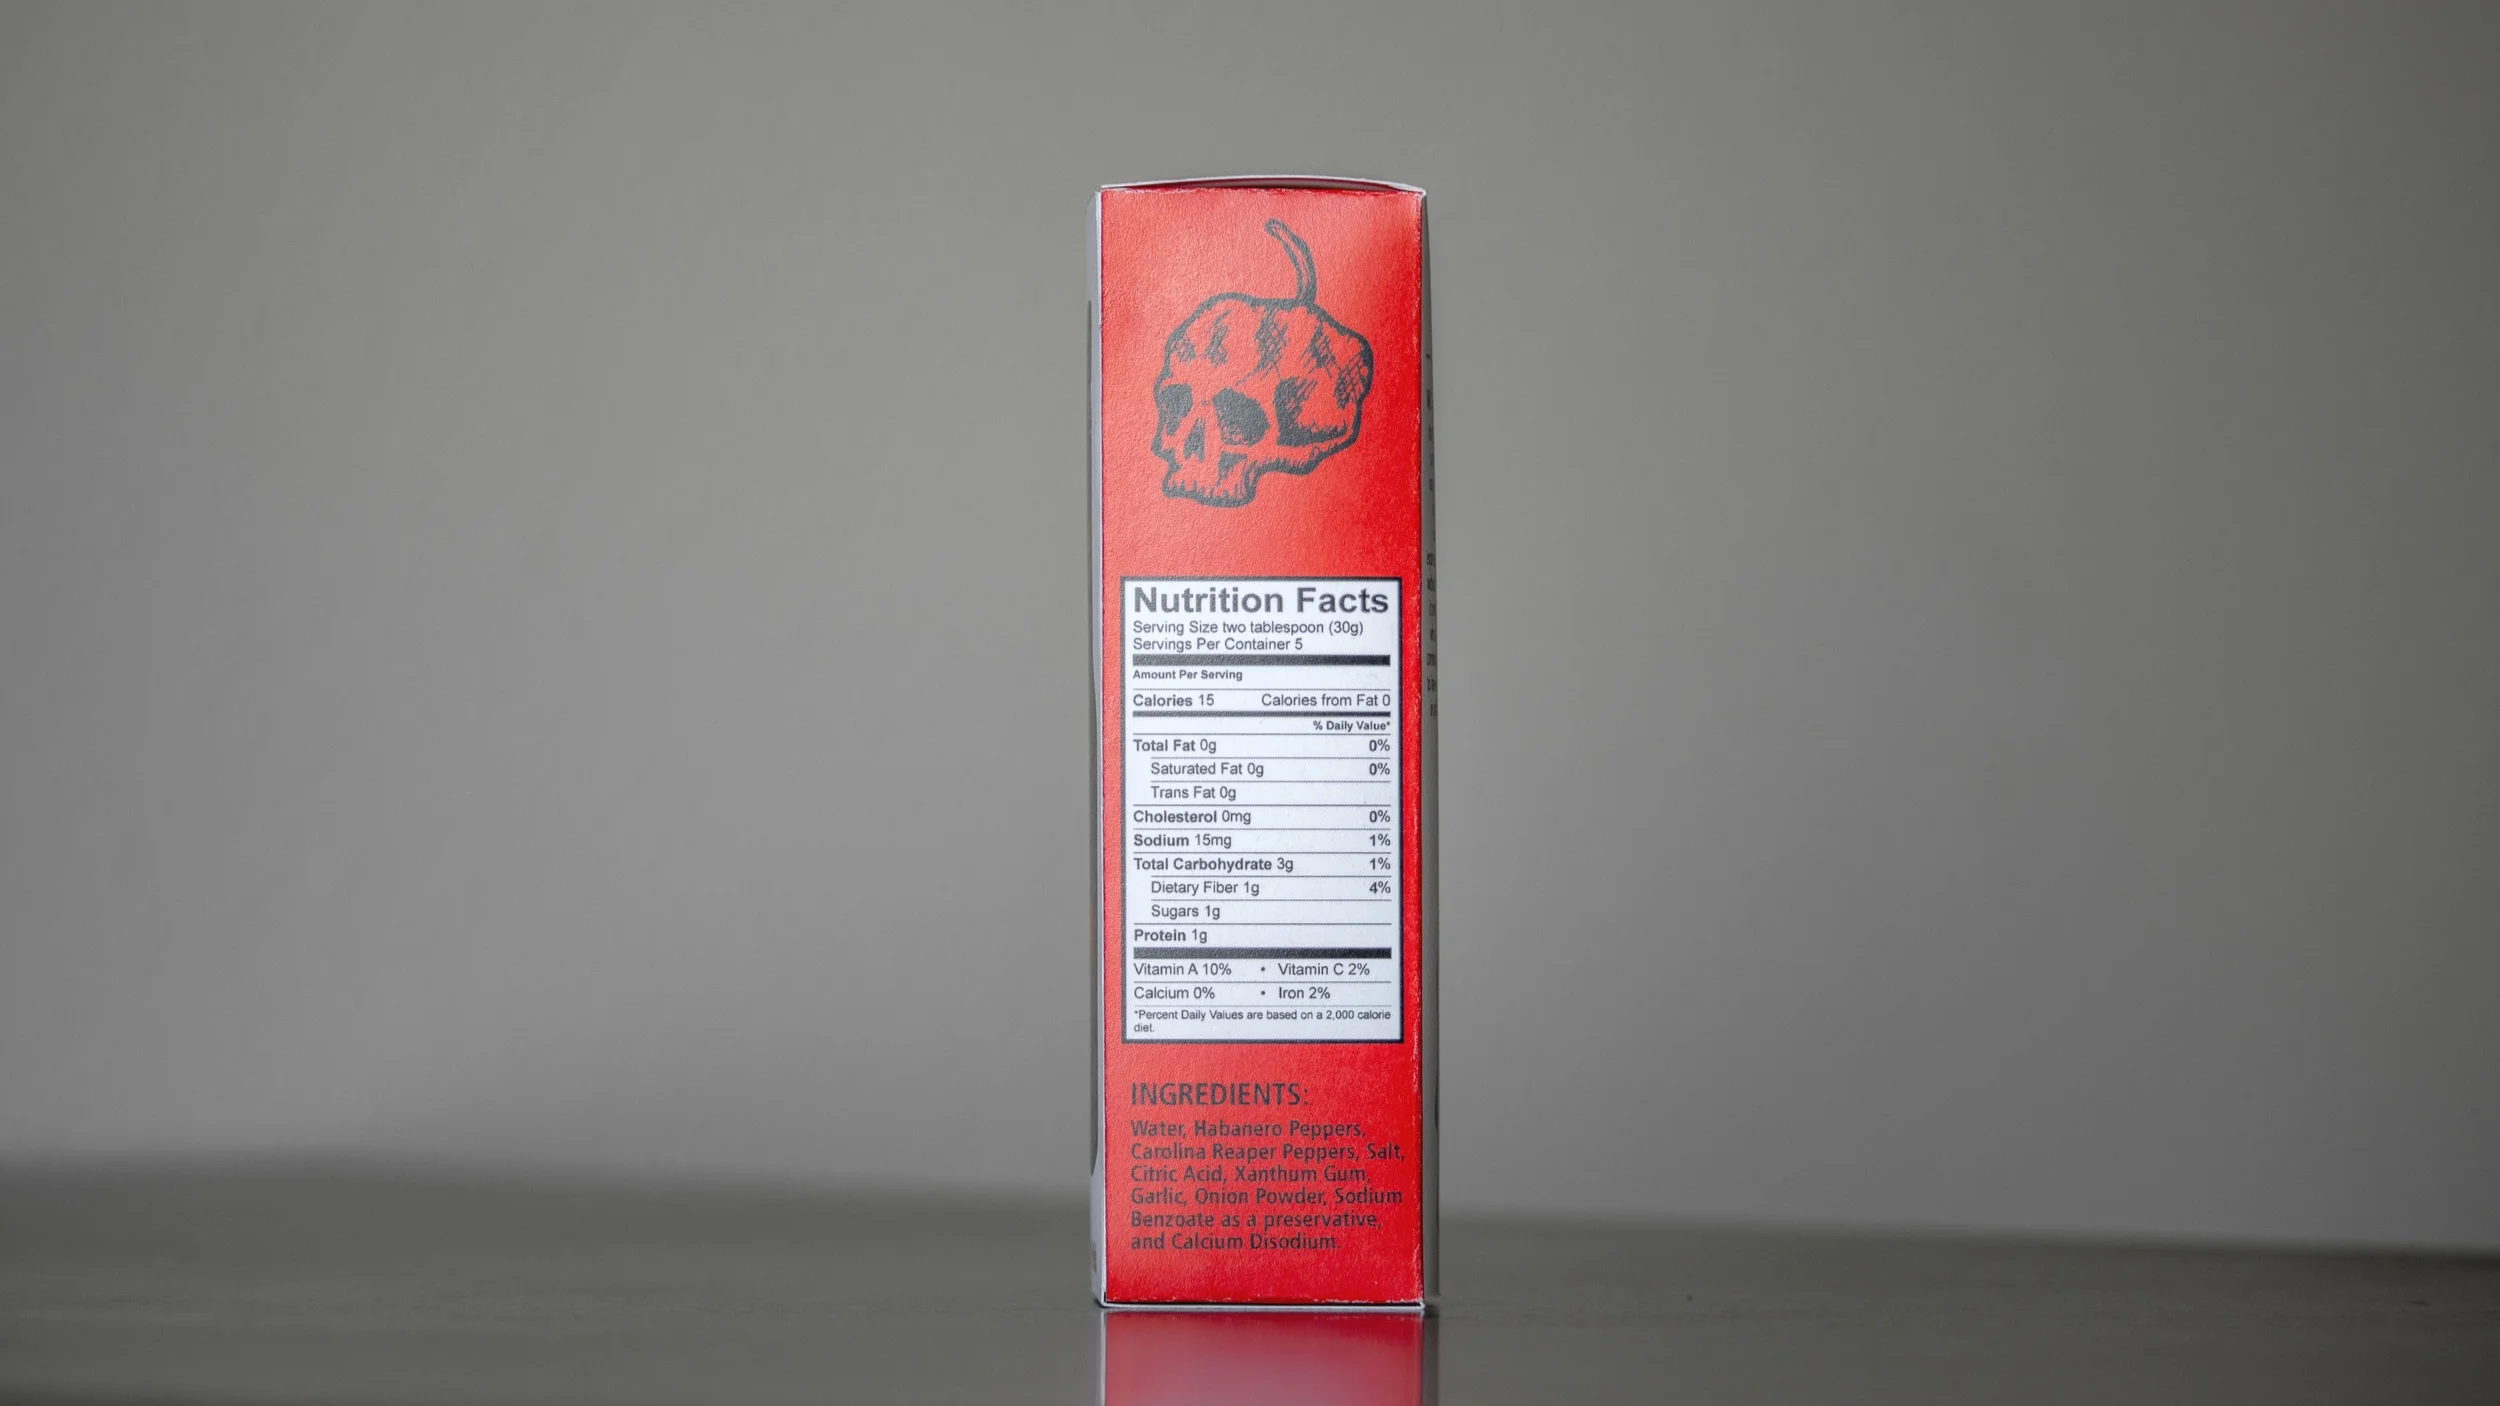 Nutrition Facts
Serving Size two tablespoon (30g)
Servings Per Container 5
Amount Per Serving
Calories 15 Calories from Fat 0
% Daily Value*
Total Fat 0g 0%
Saturated Fat 0g 0%
Trans Fat 0g
Cholesterol 0mg 0%
Sodium 15mg 1%
Total Carbohydrate 3g 1%
Dietary Fiber 1g 4%
Sugars 1g
Protein 1g
Vitamin A 10% • Vitamin C 2%
Calcium 0% • Iron 2%
*Percent Daily Values are based on a 2,000 calorie
diet.
INGREDIENTS:
Water, Habanero Peppers,
Carolina Reaper Peppers, Salt,
Citric Acid, Xanthum Gum,
Garlic, Onion Powder, Sodium
Benzoate as a preservative,
and Calcium Disodium.